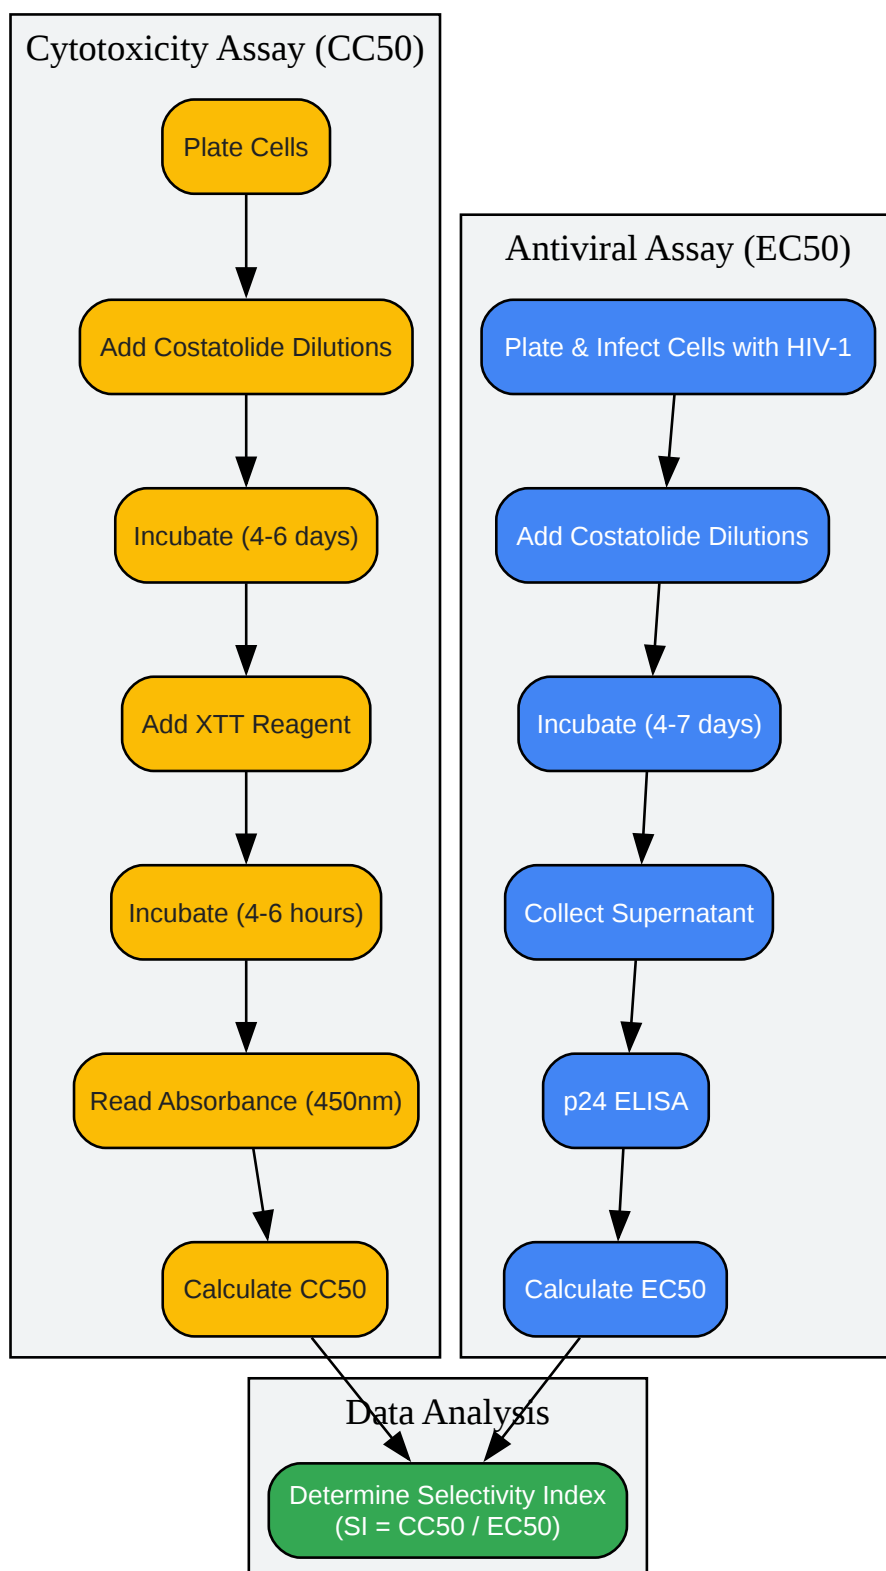 Cytotoxicity Assay (CC50)
Plate Cells
Add Costatolide Dilutions
Incubate (4-6 days)
Add XTT Reagent
Incubate (4-6 hours)
Read Absorbance (450nm)
Calculate CC50
Antiviral Assay (EC50)
Plate & Infect Cells with HIV-1
Add Costatolide Dilutions
Incubate (4-7 days)
Collect Supernatant
p24 ELISA
Calculate EC50
Data Analysis
Determine Selectivity Index
(SI = CC50 / EC50)